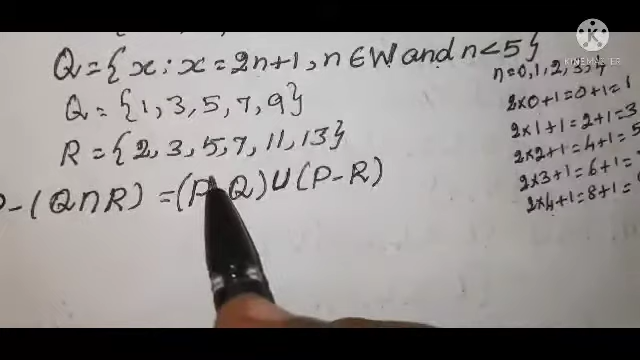 KINEMASTER
Q={x:x=2n+1,n∈W and n<5}
Q={1,3,5,7,9}
R={2,3,5,7,11,13}
P-(Q∩R)=(P-Q)∪(P-R)
n=0,1,2,3,4
2×0+1=0+1=1
2×1+1=2+1=3
2×2+1=4+1=5
2×3+1=6+1=7
2×4+1=8+1=